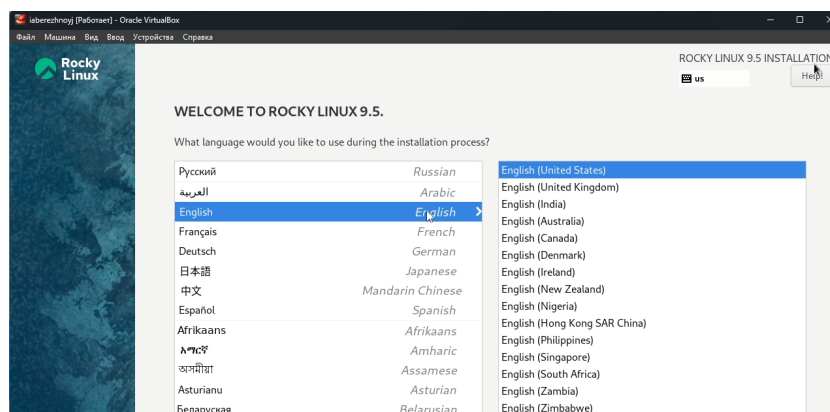 iaberezhnoyj [Работает] - Oracle VirtualBox
Файл Машина Вид Ввод Устройства Справка
Rocky
Linux
ROCKY LINUX 9.5 INSTALLATION
us
Help!
WELCOME TO ROCKY LINUX 9.5.
What language would you like to use during the installation process?
Русский Russian
العربية Arabic
English English
Français French
Deutsch German
日本語 Japanese
中文 Mandarin Chinese
Español Spanish
Afrikaans Afrikaans
አማርኛ Amharic
অসমীয়া Assamese
Asturianu Asturian
Беларуская Belarusian
English (United States)
English (United Kingdom)
English (India)
English (Australia)
English (Canada)
English (Denmark)
English (Ireland)
English (New Zealand)
English (Nigeria)
English (Hong Kong SAR China)
English (Philippines)
English (Singapore)
English (South Africa)
English (Zambia)
English (Zimbabwe)